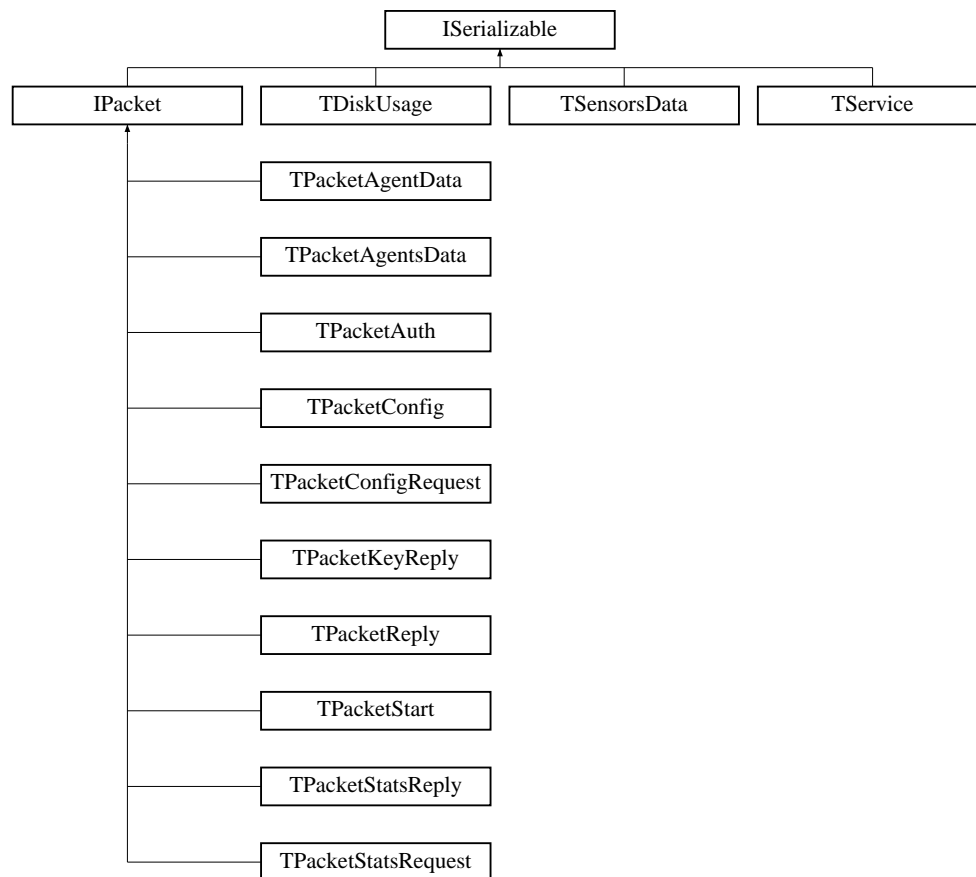 ISerializable
IPacket
TDiskUsage
TSensorsData
TService
TPacketAgentData
TPacketAgentsData
TPacketAuth
TPacketConfig
TPacketConfigRequest
TPacketKeyReply
TPacketReply
TPacketStart
TPacketStatsReply
TPacketStatsRequest